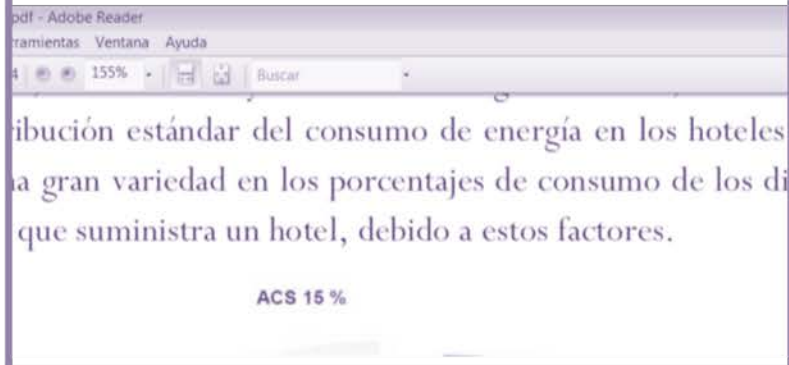 pdf - Adobe Reader
ramientas Ventana Ayuda
155% Buscar
ribución estándar del consumo de energía en los hoteles
a gran variedad en los porcentajes de consumo de los di
que suministra un hotel, debido a estos factores.
ACS 15 %